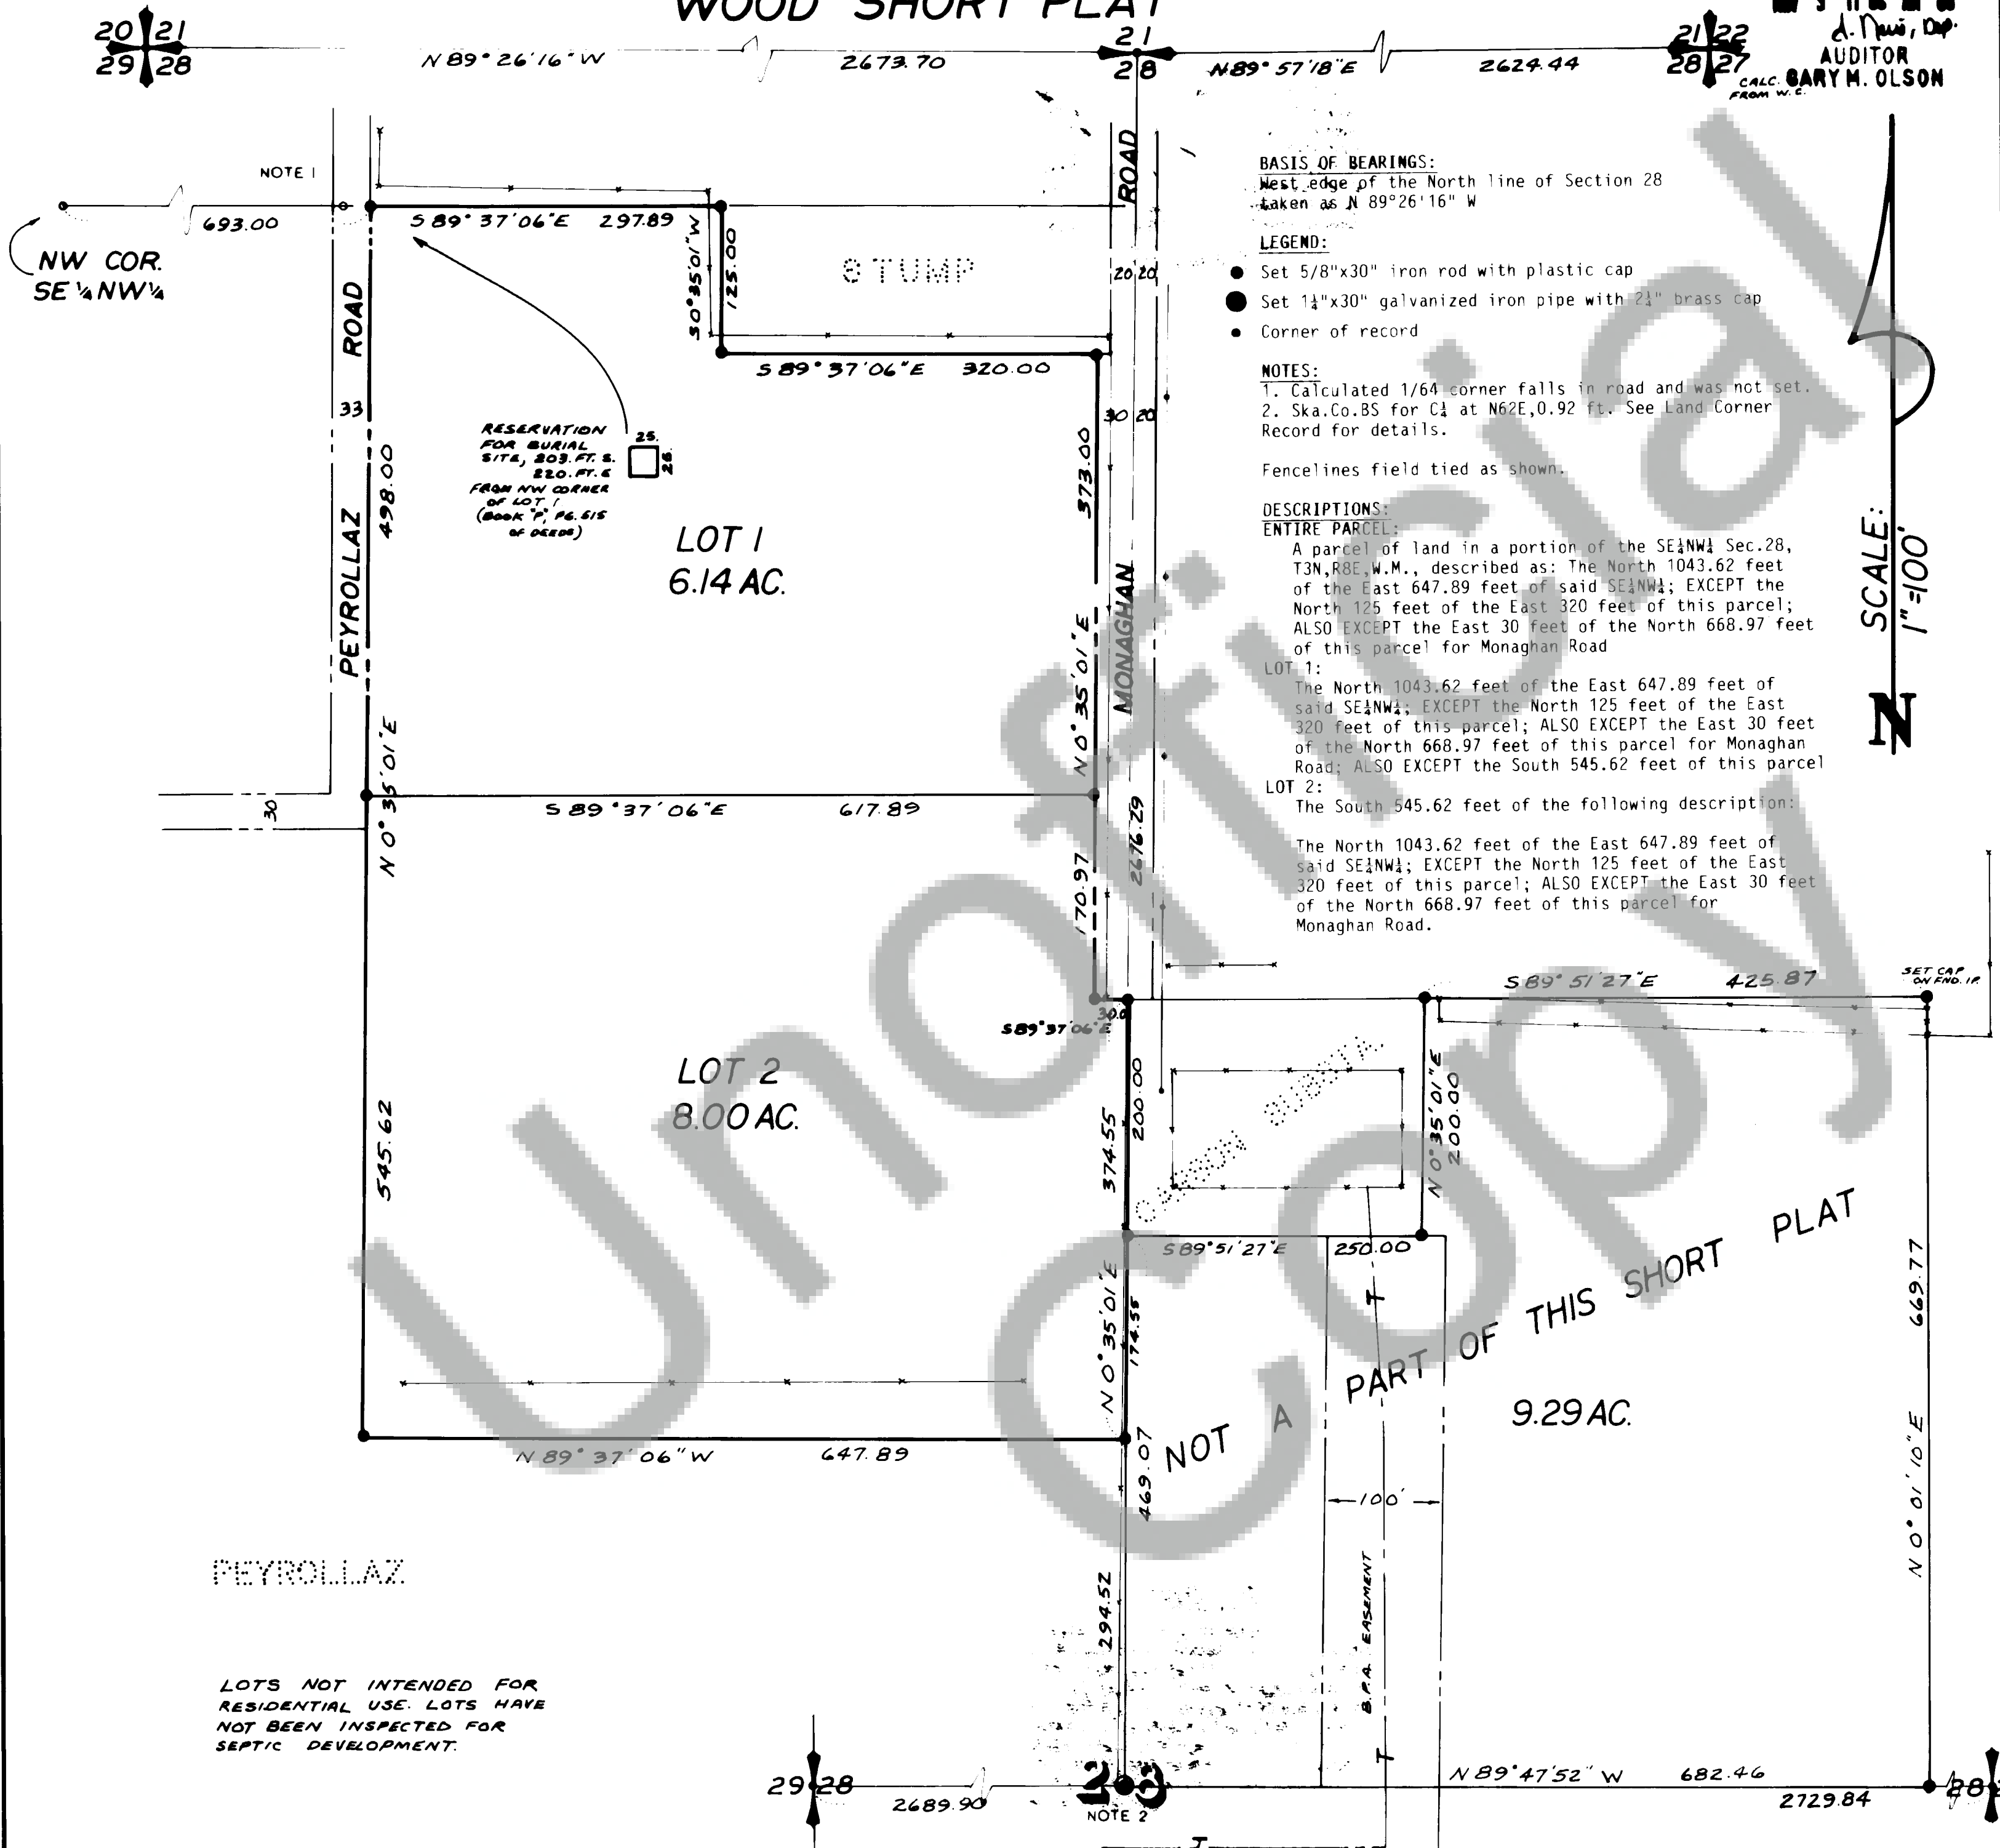 WOOD SHORT PLAT
20 21
29 28
N 89° 26' 16" W 2673.70
21
28
N 89° 57' 18" E 2624.44
21 22
28 27
CALC.
FROM W.C.
AUDITOR
GARY M. OLSON
NOTE 1
693.00
NW COR.
SE ¼ NW ¼
S 89° 37' 06" E 297.89
S 0° 35' 01" W
125.00
S 89° 37' 06" E 320.00
ROAD
20 20
30 20
PEYROLLAZ ROAD
33
498.00
N 0° 35' 01" E
RESERVATION
FOR BURIAL
SITE, 203. FT. S.
220. FT. E
FROM NW CORNER
OF LOT 1
(BOOK "P", PG. 515
OF DEEDS)
25.
25.
LOT 1
6.14 AC.
373.00
N 0° 35' 01" E
MONAGHAN
2676.29
170.97
30
S 89° 37' 06" E 617.89
BASIS OF BEARINGS:
West edge of the North line of Section 28
taken as N 89°26'16" W
LEGEND:
Set 5/8"x30" iron rod with plastic cap
Set 1¼"x30" galvanized iron pipe with 2¼" brass cap
Corner of record
NOTES:
1. Calculated 1/64 corner falls in road and was not set.
2. Ska.Co.BS for C¼ at N62E,0.92 ft. See Land Corner
Record for details.
Fencelines field tied as shown.
DESCRIPTIONS:
ENTIRE PARCEL:
A parcel of land in a portion of the SE¼NW¼ Sec.28,
T3N,R8E,W.M., described as: The North 1043.62 feet
of the East 647.89 feet of said SE¼NW¼; EXCEPT the
North 125 feet of the East 320 feet of this parcel;
ALSO EXCEPT the East 30 feet of the North 668.97 feet
of this parcel for Monaghan Road
LOT 1:
The North 1043.62 feet of the East 647.89 feet of
said SE¼NW¼; EXCEPT the North 125 feet of the East
320 feet of this parcel; ALSO EXCEPT the East 30 feet
of the North 668.97 feet of this parcel for Monaghan
Road; ALSO EXCEPT the South 545.62 feet of this parcel
LOT 2:
The South 545.62 feet of the following description:
The North 1043.62 feet of the East 647.89 feet of
said SE¼NW¼; EXCEPT the North 125 feet of the East
320 feet of this parcel; ALSO EXCEPT the East 30 feet
of the North 668.97 feet of this parcel for
Monaghan Road.
SCALE:
1"=100'
N
S 89° 51' 27" E 425.87
SET CAP
ON FND. I.P.
30.0
S 89° 37' 06" E
LOT 2
8.00 AC.
545.62
374.55
200.00
N 0° 35' 01" E
200.00
S 89° 51' 27" E 250.00
N 0° 35' 01" E
174.55
N 89° 37' 06" W 647.89
469.07
294.52
NOT A PART OF THIS SHORT PLAT
9.29 AC.
669.77
N 0° 01' 10" E
100'
T
B.P.A. EASEMENT
T
PEYROLLAZ
LOTS NOT INTENDED FOR
RESIDENTIAL USE. LOTS HAVE
NOT BEEN INSPECTED FOR
SEPTIC DEVELOPMENT.
29 28
2689.90
NOTE 2
N 89° 47' 52" W 682.46
2729.84
28
T
Unofficial
Copy